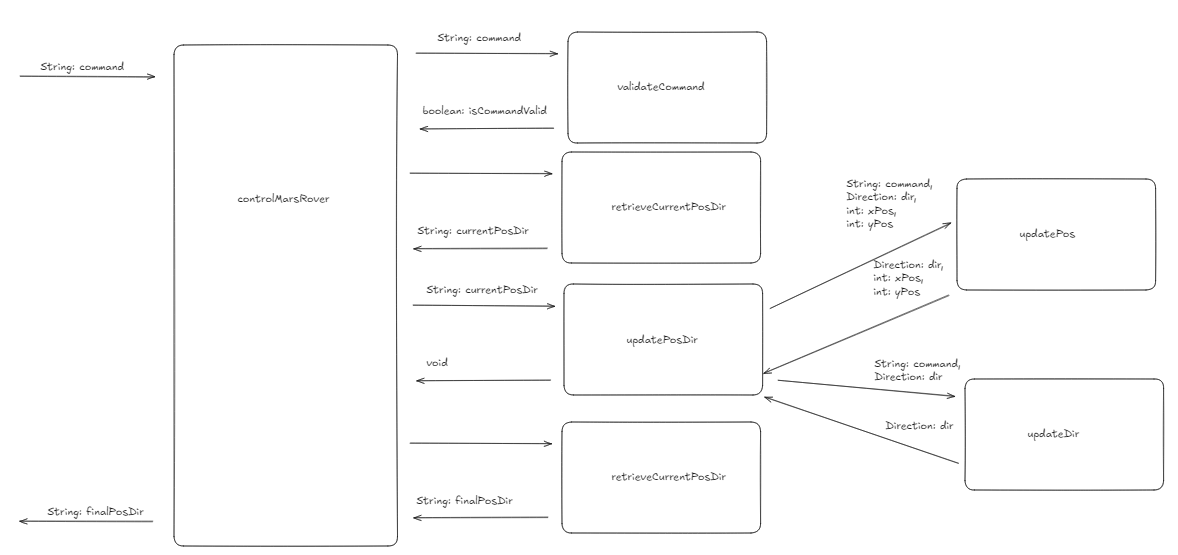 String: command
String: command
validateCommand
boolean: isCommandValid
controlMarsRover
retrieveCurrentPosDir
String: currentPosDir
String: command,
Direction: dir,
int: xPos,
int: yPos
updatePos
Direction: dir,
int: xPos,
int: yPos
String: currentPosDir
updatePosDir
void
String: command,
Direction: dir
Direction: dir
updateDir
retrieveCurrentPosDir
String: finalPosDir
String: finalPosDir